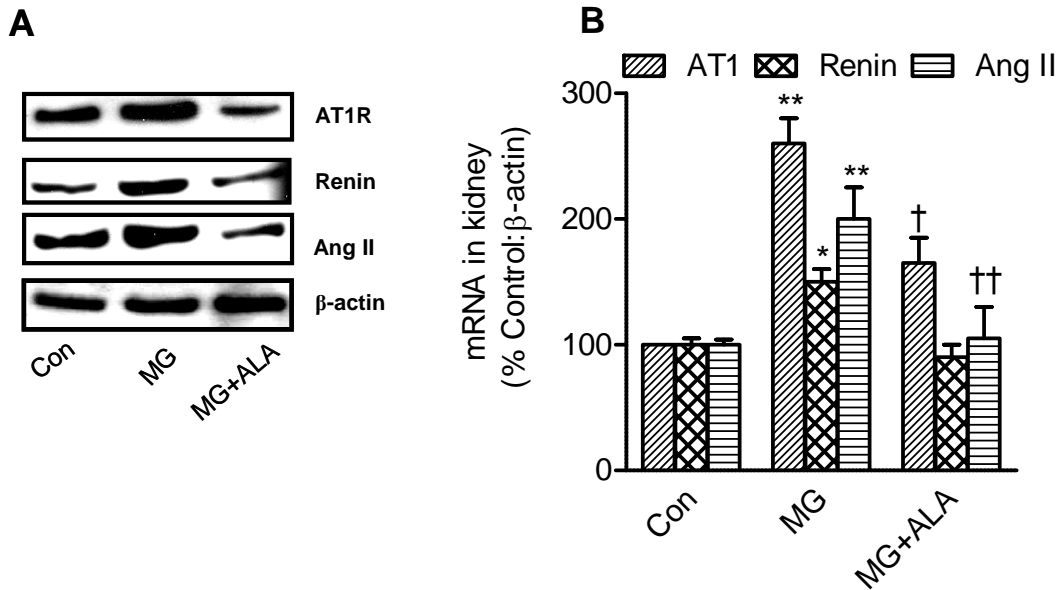 A
AT1R
Renin
Ang II
β-actin
Con
MG
MG+ALA
B
AT1 Renin Ang II
mRNA in kidney
(% Control:β-actin)
300
200
100
0
**
*
**
†
††
Con
MG
MG+ALA